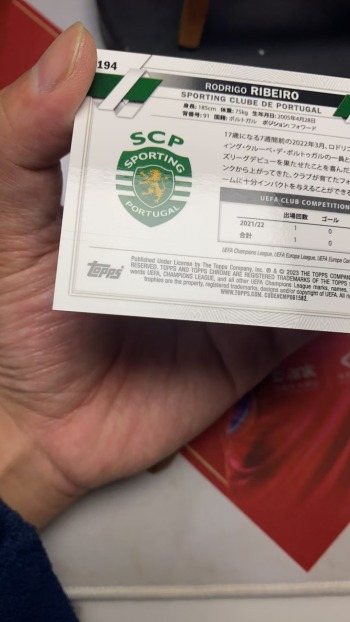 194
RODRIGO RIBEIRO
SPORTING CLUBE DE PORTUGAL
身長: 185cm 体重: 75kg 生年月日: 2005年4月28日
背番号: 91 国籍: ポルトガル ポジション: フォワード
17歳になる7週間前の2022年3月、ロドリ
ィング・クルーベ・デ・ポルトゥガルの一員と
ズリーグデビューを果たせたことを喜んだ
ンクから上がってきた、クラブが育てたフォ
ームに十分インパクトを与えることができる
SCP
SPORTING
PORTUGAL
UEFA CLUB COMPETITION
出場回数 ゴール
2021/22 1 0
合計 1 0
UEFA Champions League, UEFA Europa League, UEFA Europa Con
Topps
Published Under License by The Topps Company, Inc. ® & © 2023 THE TOPPS COMPAN
RESERVED. TOPPS AND TOPPS CHROME ARE REGISTERED TRADEMARKS OF THE TOPPS
words UEFA, CHAMPIONS LEAGUE, and all other UEFA Champions League marks, names,
trophies are the property, registered trademarks, designs and/or copyright of UEFA. All ri
WWW.TOPPS.COM.